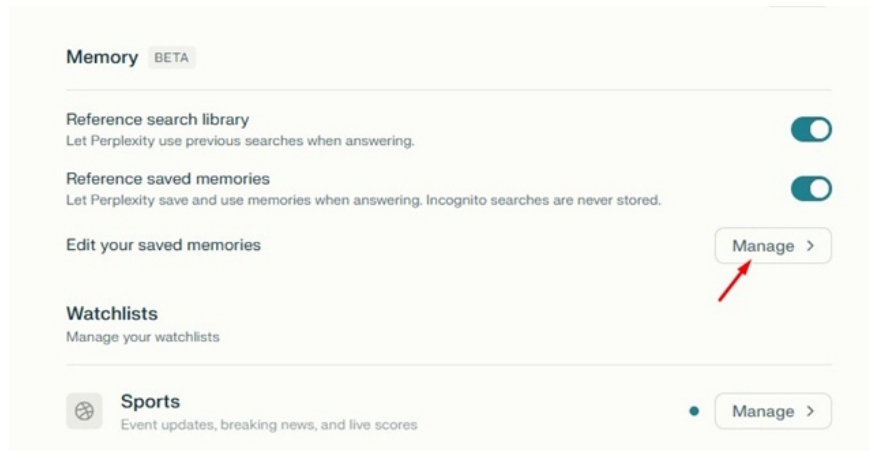 Memory BETA
Reference search library
Let Perplexity use previous searches when answering.
Reference saved memories
Let Perplexity save and use memories when answering. Incognito searches are never stored.
Edit your saved memories
Manage >
Watchlists
Manage your watchlists
Sports
Event updates, breaking news, and live scores
Manage >